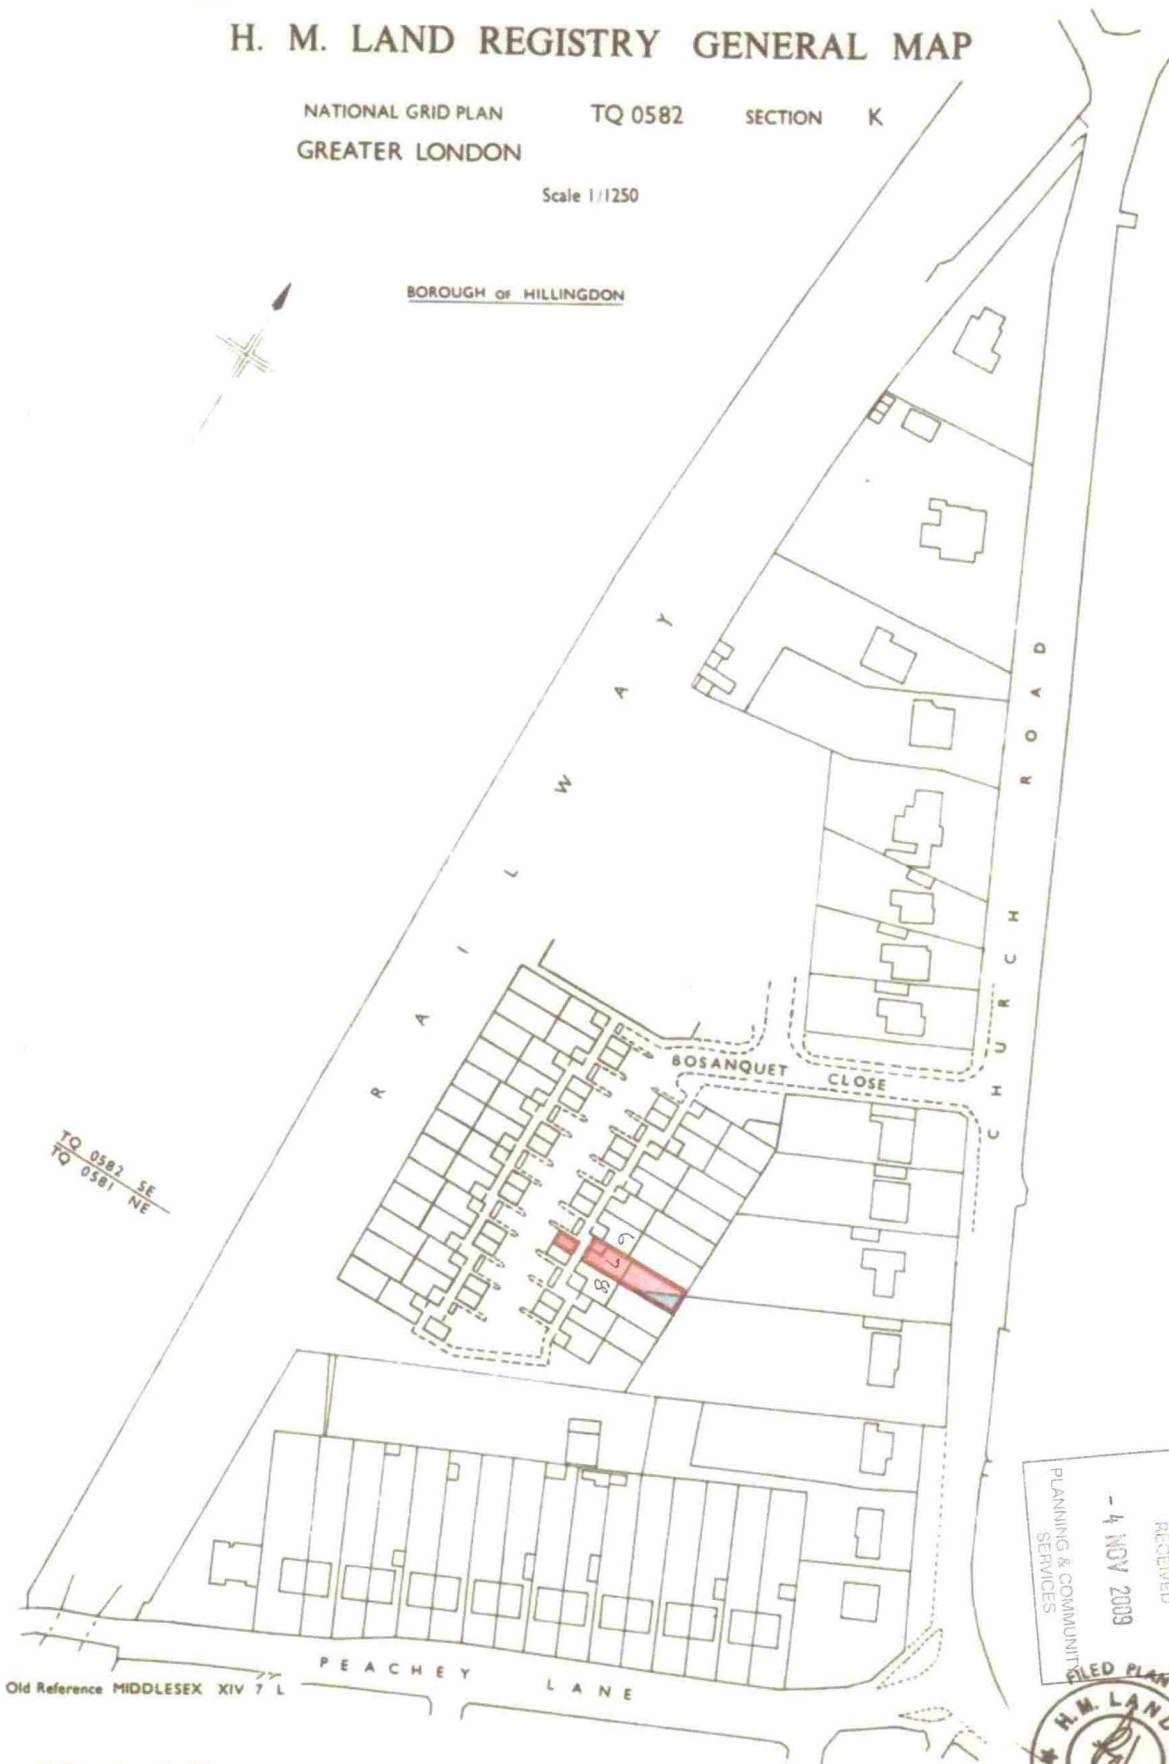 H. M. LAND REGISTRY GENERAL MAP
NATIONAL GRID PLAN TQ 0582 SECTION K
GREATER LONDON
Scale 1/1250
BOROUGH OF HILLINGDON
RAILWAY
CHURCH ROAD
BOSANQUET CLOSE
TQ 0582 SE
TQ 0581 NE
6
7
8
RECEIVED
- 4 NOV 2009
PLANNING & COMMUNITY
SERVICES
PEACHEY LANE
Old Reference MIDDLESEX XIV 7 L
FILED PLAN
H.M. LAND